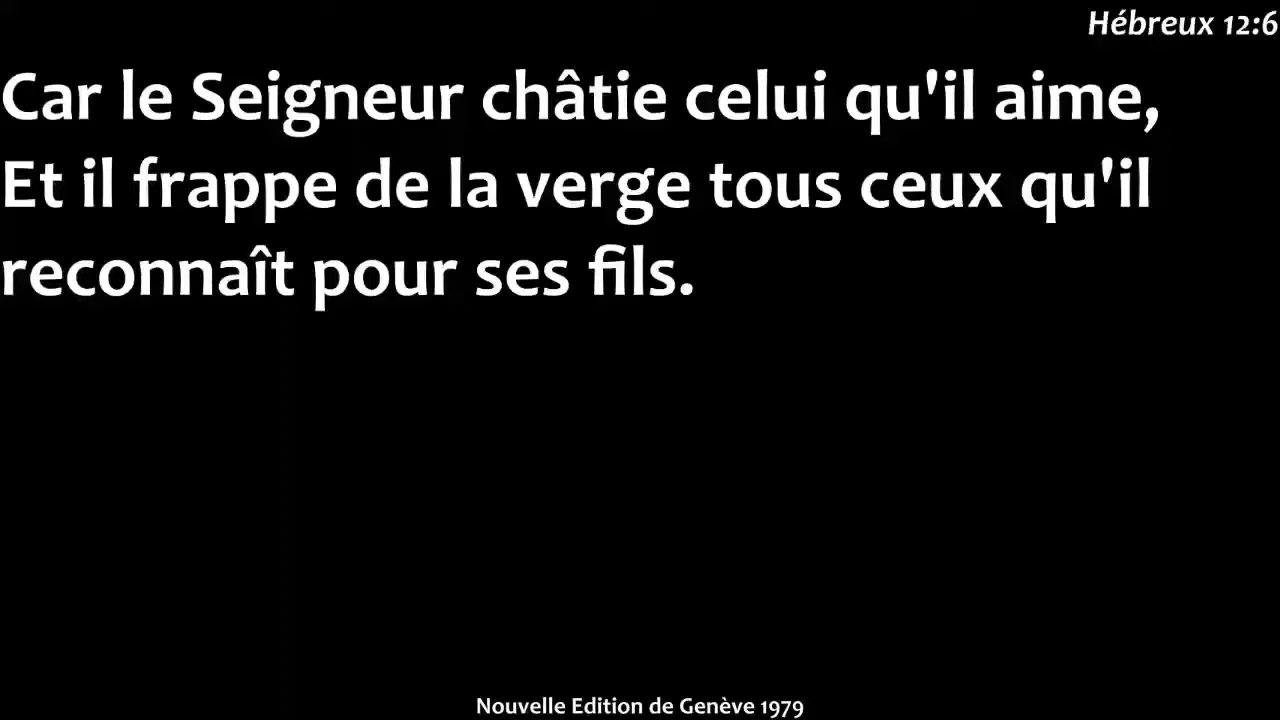 Hébreux 12:6
Car le Seigneur châtie celui qu'il aime,
Et il frappe de la verge tous ceux qu'il
reconnaît pour ses fils.
Nouvelle Edition de Genève 1979